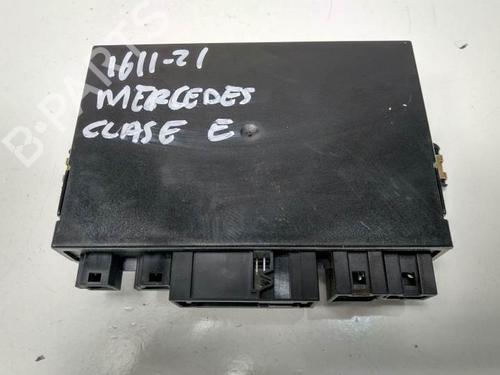 1611-21
MERCEDES
CLASE E
B-PARTS